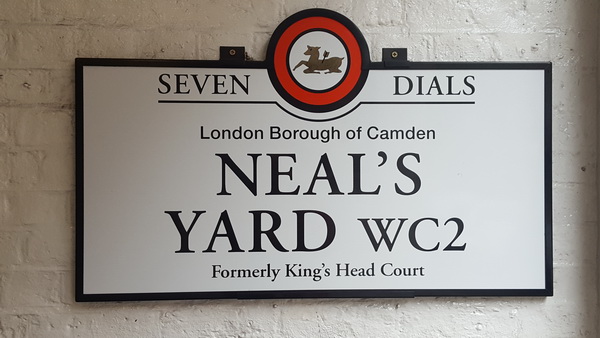 SEVEN DIALS
London Borough of Camden
NEAL'S
YARD WC2
Formerly King's Head Court